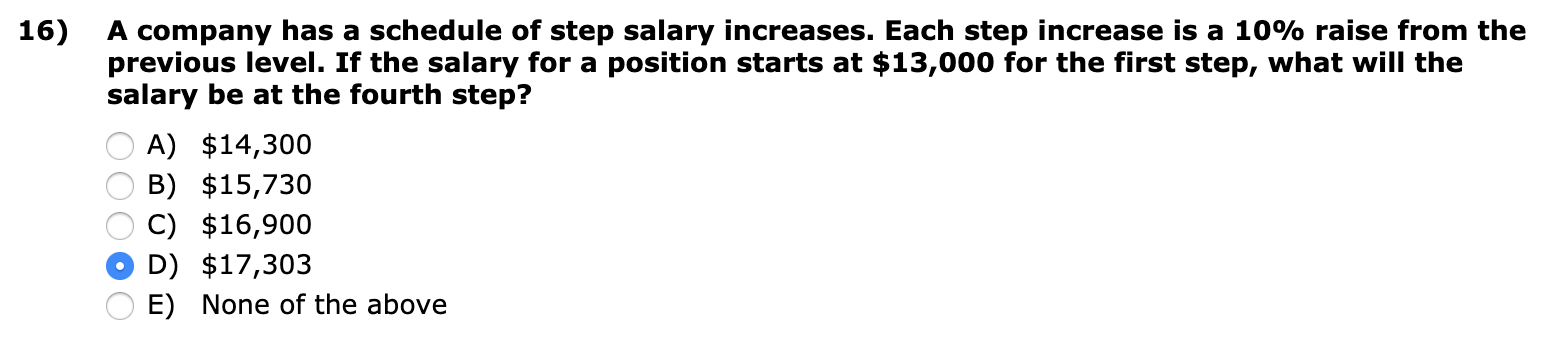 16) A company has a schedule of step salary increases. Each step increase is a 10% raise from the
previous level. If the salary for a position starts at $13,000 for the first step, what will the
salary be at the fourth step?
A) $14,300
B) $15,730
C) $16,900
D) $17,303
E) None of the above